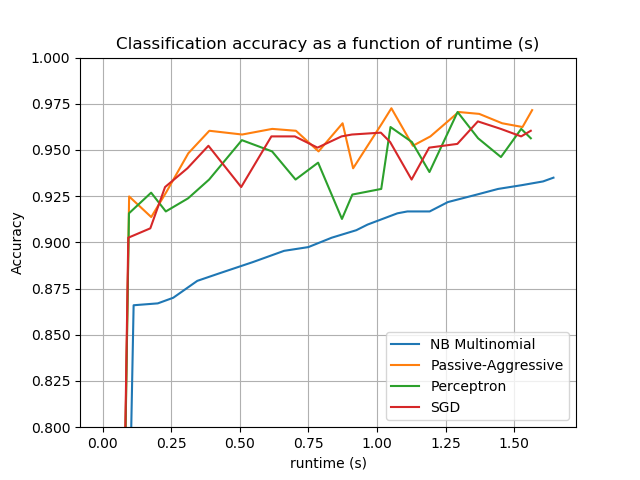 Classification accuracy as a function of runtime (s)
1.000
0.975
0.950
0.925
0.900
0.875
0.850
0.825
0.800
Accuracy
NB Multinomial
Passive-Aggressive
Perceptron
SGD
0.00 0.25 0.50 0.75 1.00 1.25 1.50
runtime (s)